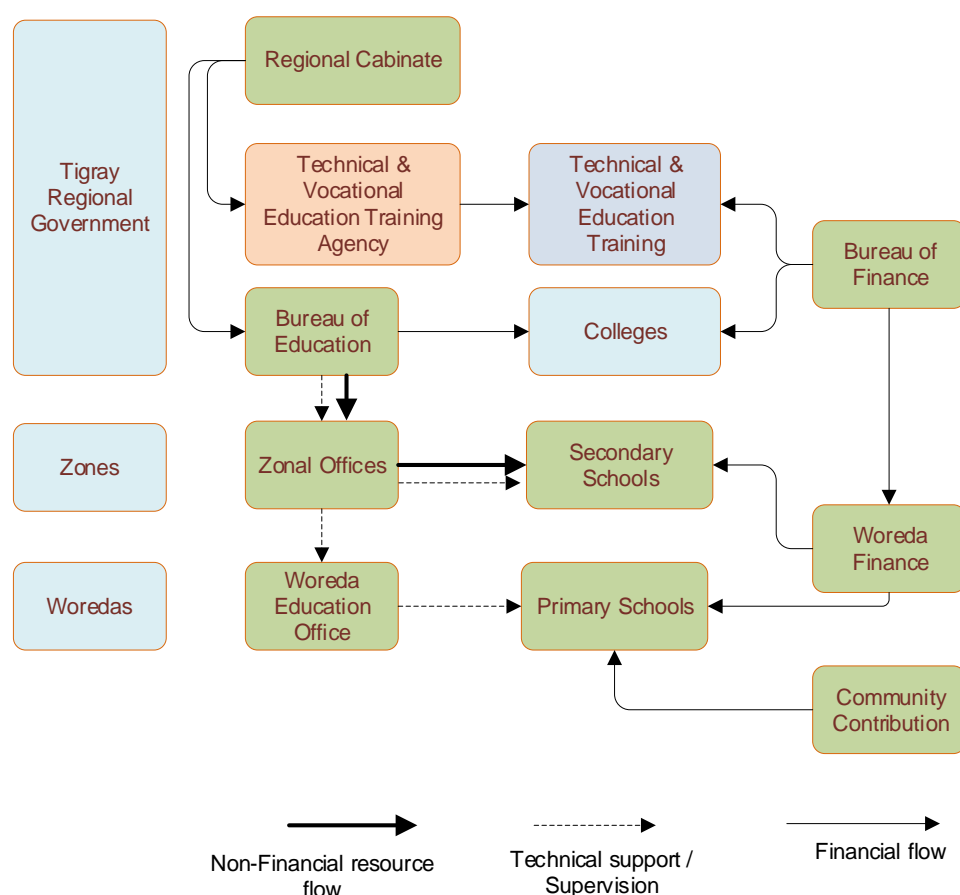 Regional Cabinate
Tigray
Regional
Government
Technical &
Vocational
Education Training
Agency
Technical &
Vocational
Education
Training
Bureau of
Finance
Bureau of
Education
Colleges
Zones
Zonal Offices
Secondary
Schools
Woreda
Finance
Woredas
Woreda
Education
Office
Primary Schools
Community
Contribution
Non-Financial resource
flow
Technical support /
Supervision
Financial flow